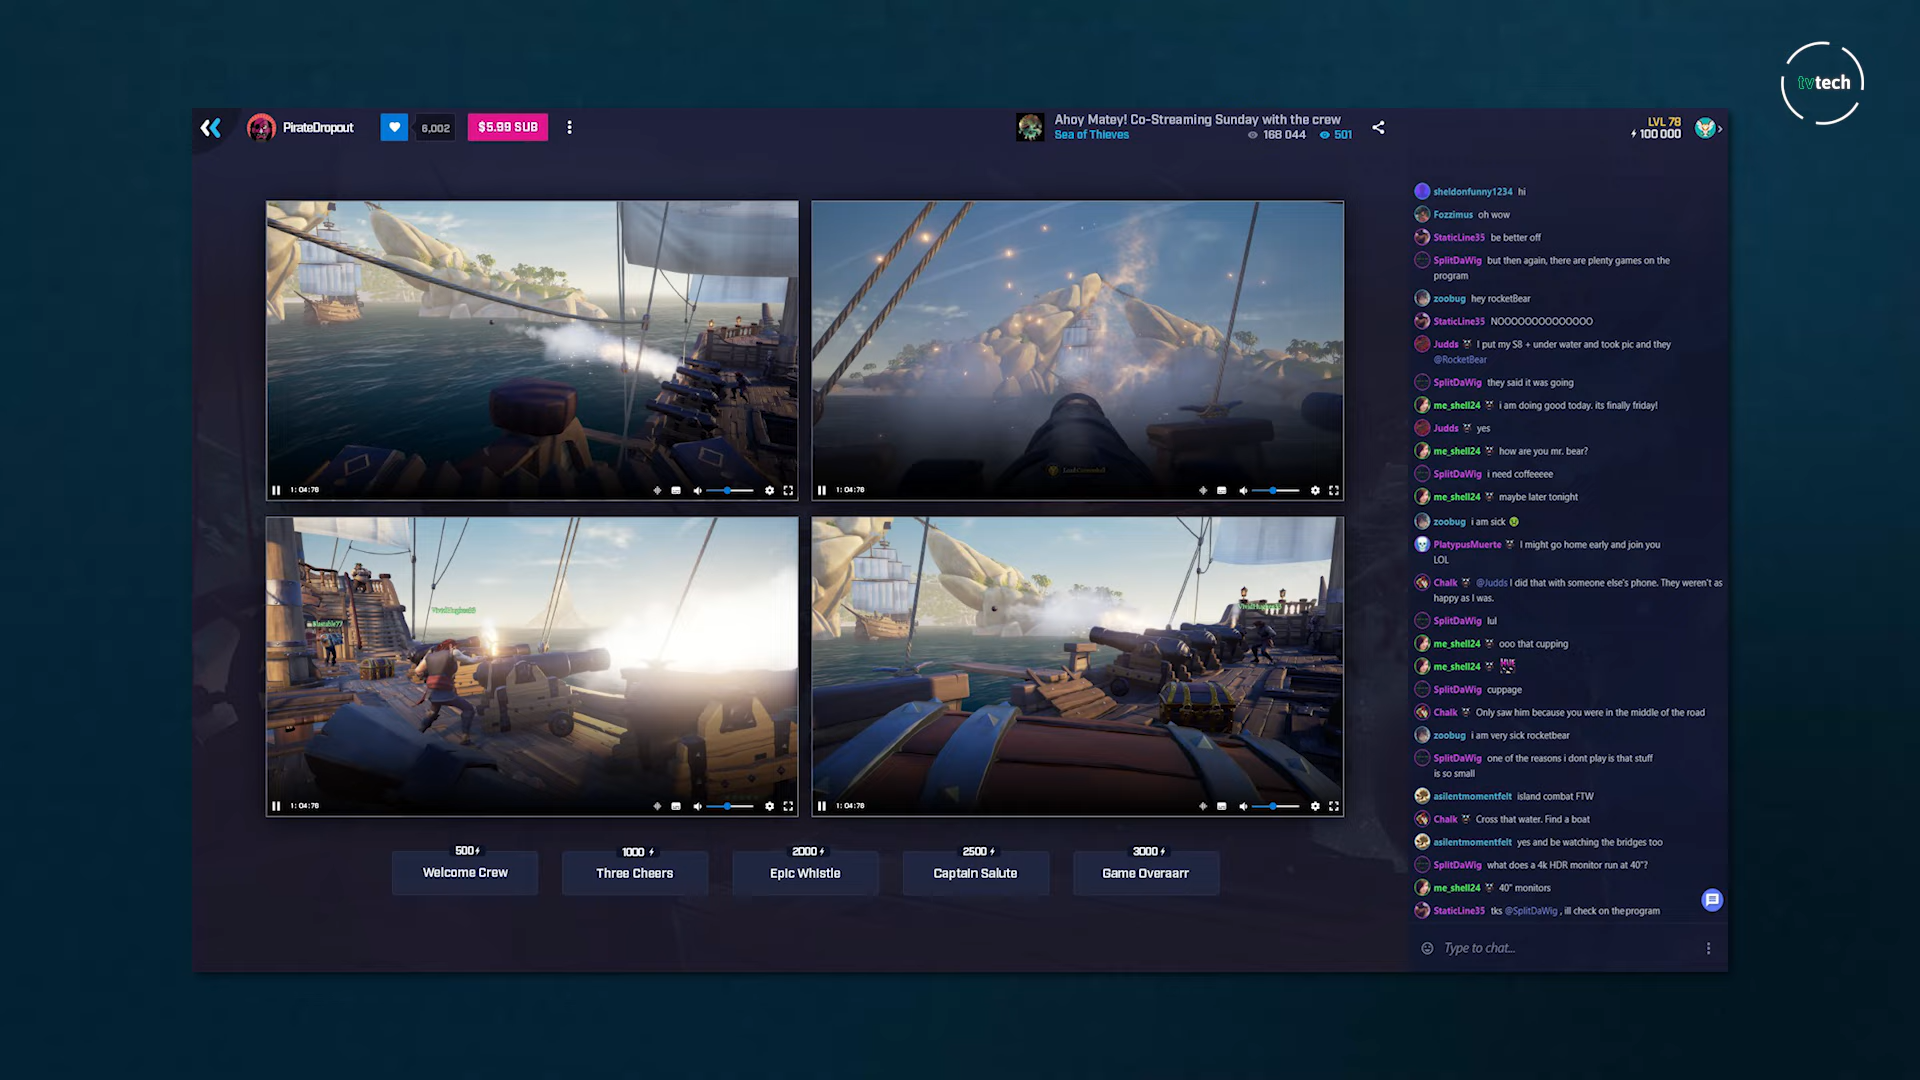 tvtech
PirateDropout
6,002
$5.99 SUB
Ahoy Matey! Co-Streaming Sunday with the crew
Sea of Thieves
168 044
501
LVL 78
100 000
1:04:78
1:04:78
Lead Cannonball
VividHughes33
1:04:78
VividHughes33
1:04:78
500
Welcome Crew
1000
Three Cheers
2000
Epic Whistle
2500
Captain Salute
3000
Game Overaarr
sheldonfunny1234 hi
Fozzimus oh wow
StaticLine35 be better off
SplitDaWig but then again, there are plenty games on the
program
zoobug hey rocketBear
StaticLine35 NOOOOOOOOOOOOOO
Judds I put my S8 + under water and took pic and they
@RocketBear
SplitDaWig they said it was going
me_shell24 i am doing good today. its finally friday!
Judds yes
me_shell24 how are you mr. bear?
SplitDaWig i need coffeeeee
me_shell24 maybe later tonight
zoobug i am sick
PlatypusMuerte I might go home early and join you
LOL
Chalk @Judds I did that with someone else's phone. They weren't as
happy as I was.
SplitDaWig lul
me_shell24 ooo that cupping
me_shell24
SplitDaWig cuppage
Chalk Only saw him because you were in the middle of the road
zoobug i am very sick rocketbear
SplitDaWig one of the reasons i dont play is that stuff
is so small
asilentmomentfelt island combat FTW
Chalk Cross that water. Find a boat
asilentmomentfelt yes and be watching the bridges too
SplitDaWig what does a 4k HDR monitor run at 40"?
me_shell24 40" monitors
StaticLine35 tks @SplitDaWig , ill check on theprogram
Type to chat...